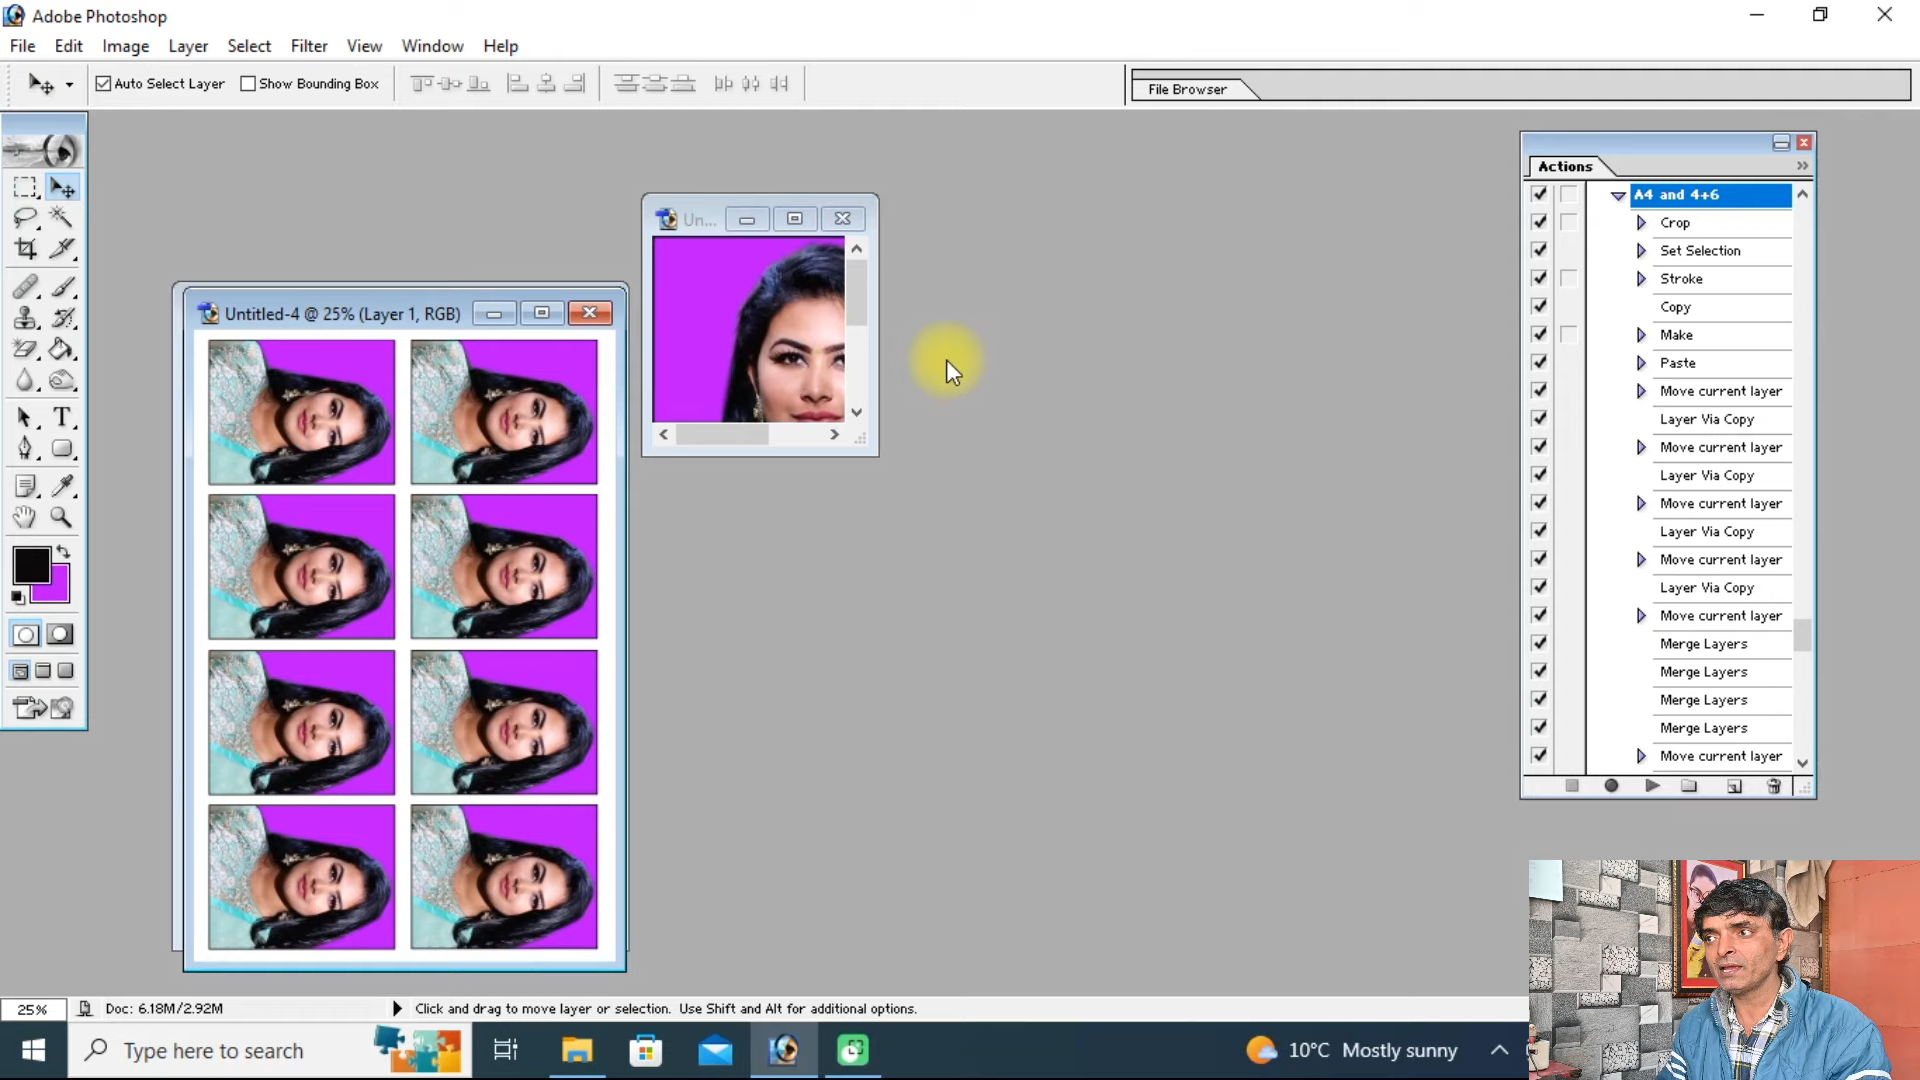 Adobe Photoshop
File Edit Image Layer Select Filter View Window Help
Auto Select Layer Show Bounding Box
File Browser
Actions
A4 and 4+6
Crop
Set Selection
Stroke
Copy
Make
Paste
Move current layer
Layer Via Copy
Move current layer
Layer Via Copy
Move current layer
Layer Via Copy
Move current layer
Layer Via Copy
Move current layer
Merge Layers
Merge Layers
Merge Layers
Merge Layers
Move current layer
Un...
Untitled-4 @ 25% (Layer 1, RGB)
25% Doc: 6.18M/2.92M Click and drag to move layer or selection. Use Shift and Alt for additional options.
Type here to search
10°C Mostly sunny